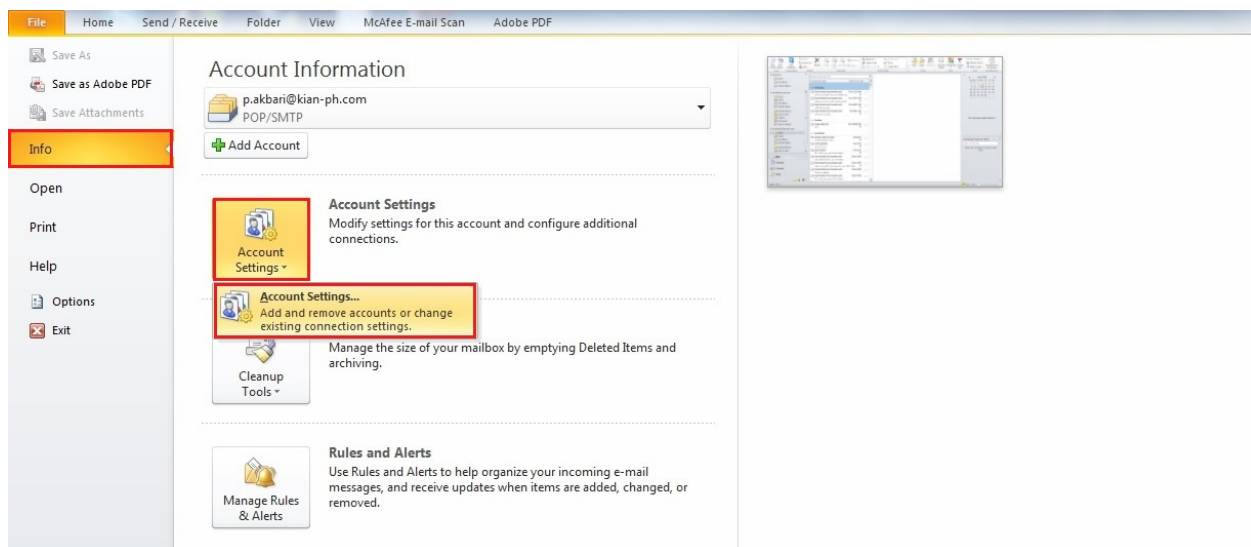 File Home Send / Receive Folder View McAfee E-mail Scan Adobe PDF
Save As
Save as Adobe PDF
Save Attachments
Info
Open
Print
Help
Options
Exit
Account Information
p.akbari@kian-ph.com
POP/SMTP
Add Account
Account
Settings
Account Settings
Modify settings for this account and configure additional
connections.
Account Settings...
Add and remove accounts or change
existing connection settings.
Cleanup
Tools
Manage the size of your mailbox by emptying Deleted Items and
archiving.
Manage Rules
& Alerts
Rules and Alerts
Use Rules and Alerts to help organize your incoming e-mail
messages, and receive updates when items are added, changed, or
removed.